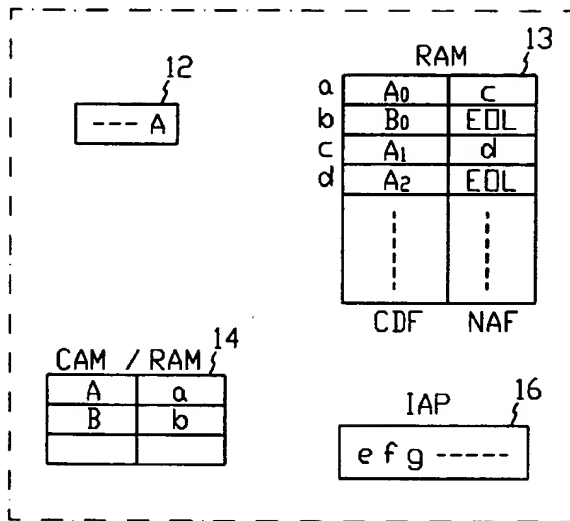 12
--- A
RAM 13
a A0 c
b B0 EOL
c A1 d
d A2 EOL
CDF NAF
CAM / RAM 14
A a
B b
IAP 16
e f g -----